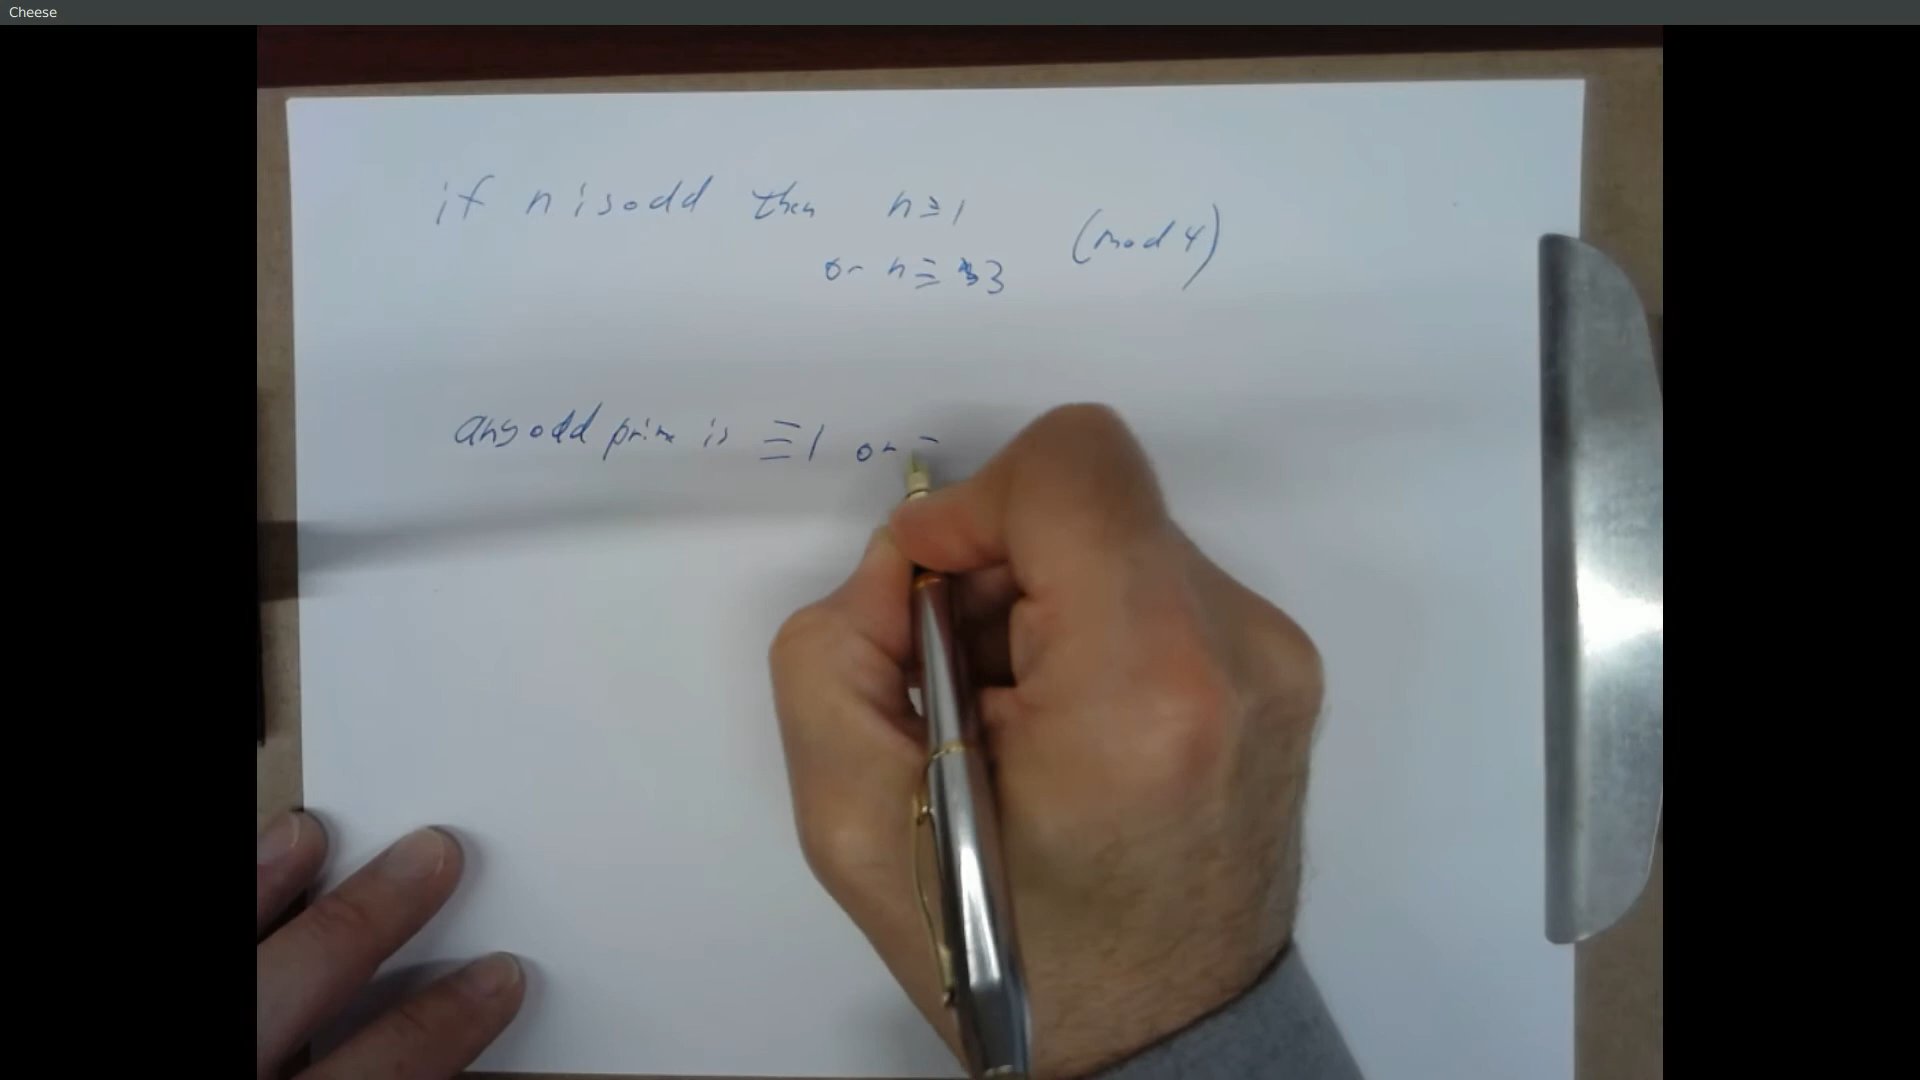 Cheese
if n is odd then n ≡ 1
or n ≡ 3 (mod 4)
any odd prime is ≡ 1 or